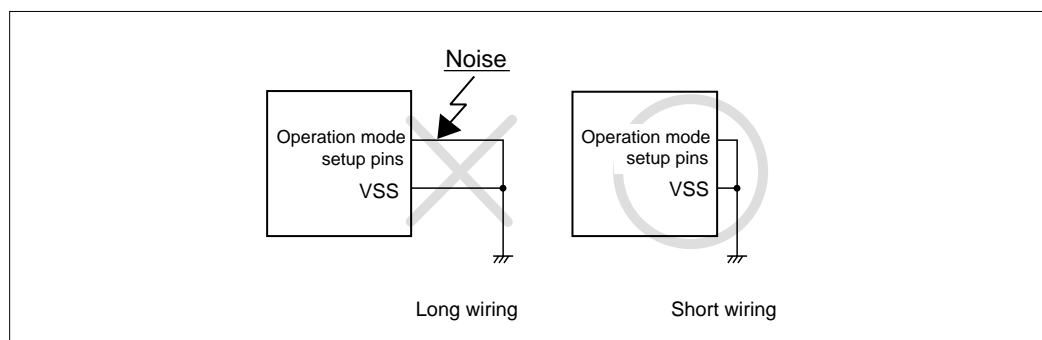 Noise
Operation mode
setup pins
VSS
Long wiring
Operation mode
setup pins
VSS
Short wiring